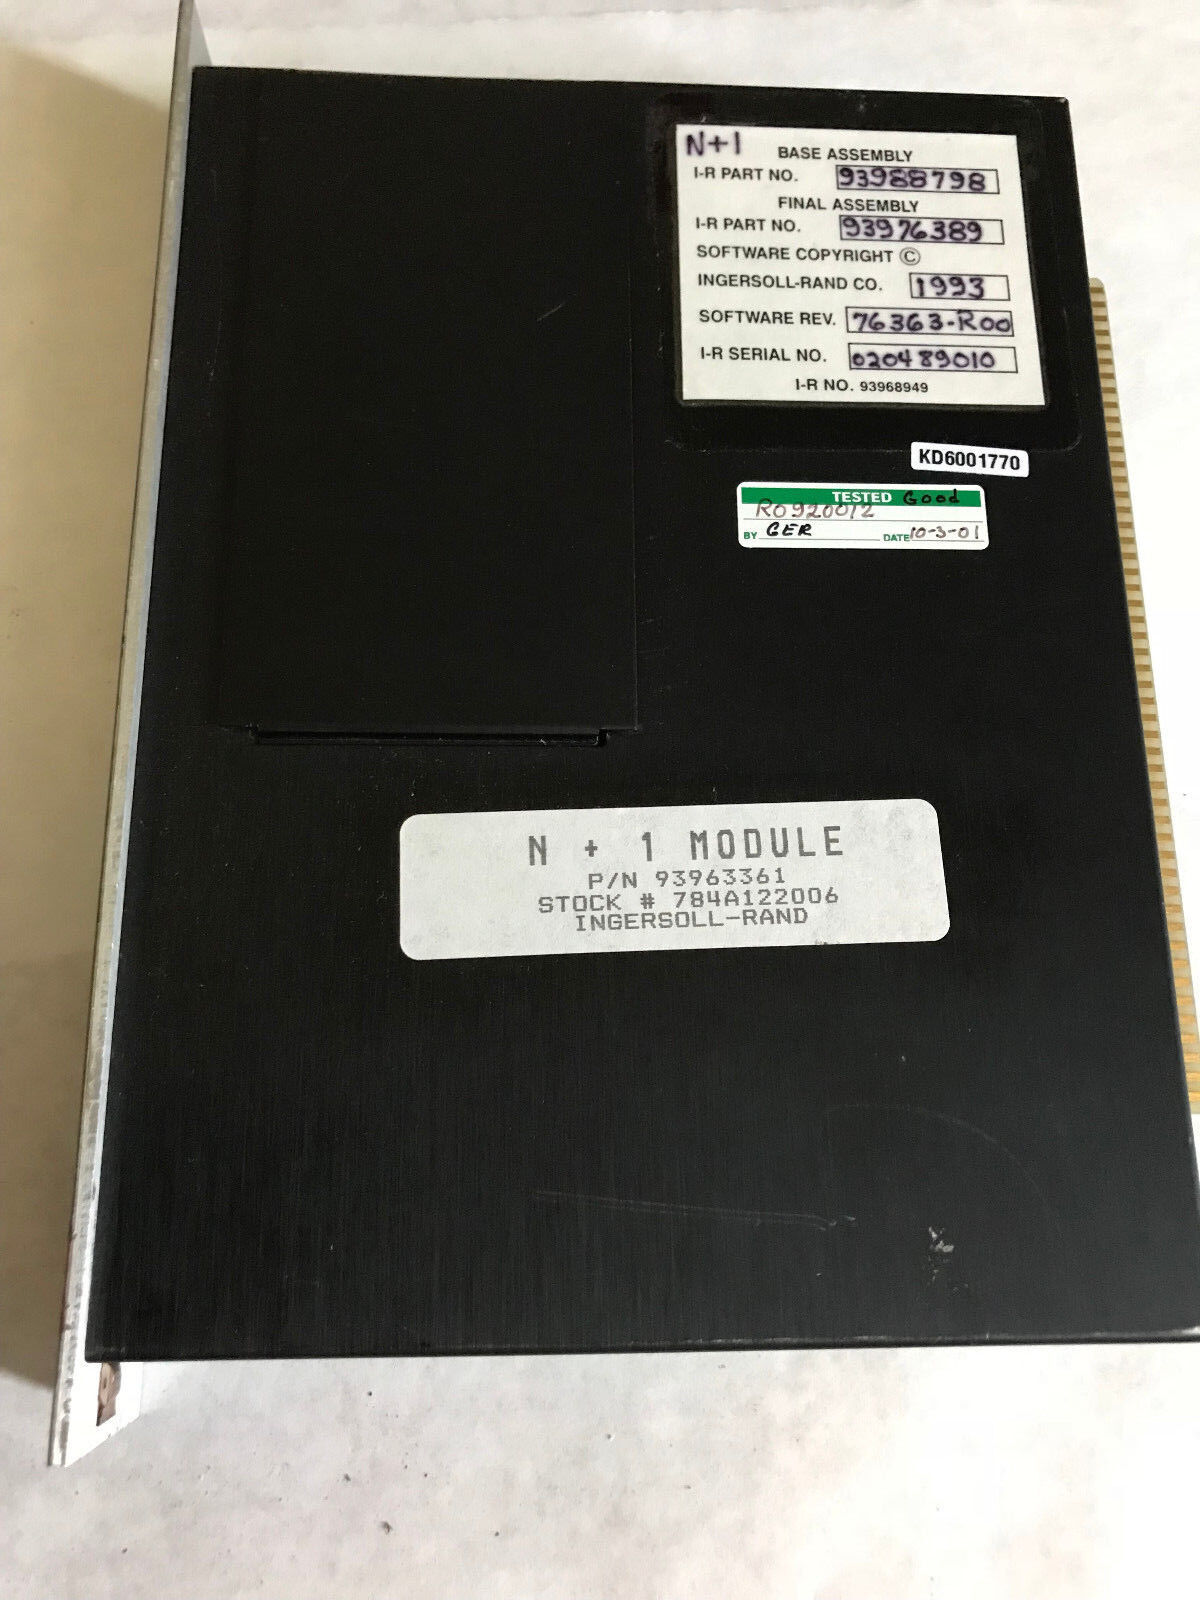 N+1
BASE ASSEMBLY
I-R PART NO. 93988798
FINAL ASSEMBLY
I-R PART NO. 93976389
SOFTWARE COPYRIGHT ©
INGERSOLL-RAND CO. 1993
SOFTWARE REV. 76363-R00
I-R SERIAL NO. 020489010
I-R NO. 93968949
KD6001770
TESTED Good
RO920012
BY GER DATE 10-3-01
N + 1 MODULE
P/N 93963361
STOCK # 784A122006
INGERSOLL-RAND